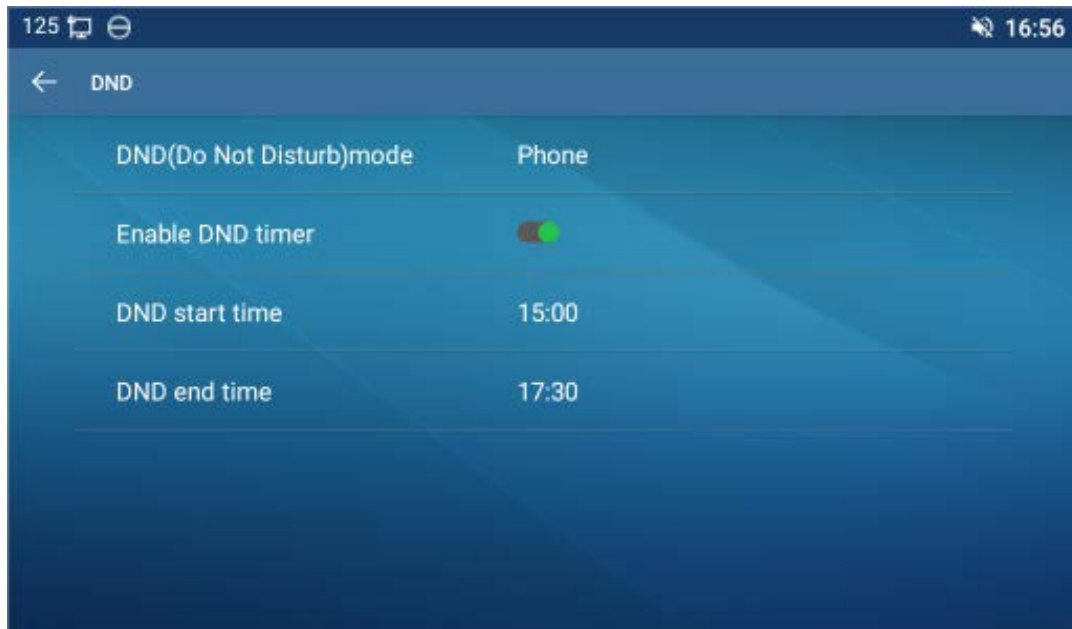 125 16:56
DND
DND(Do Not Disturb)mode Phone
Enable DND timer
DND start time 15:00
DND end time 17:30